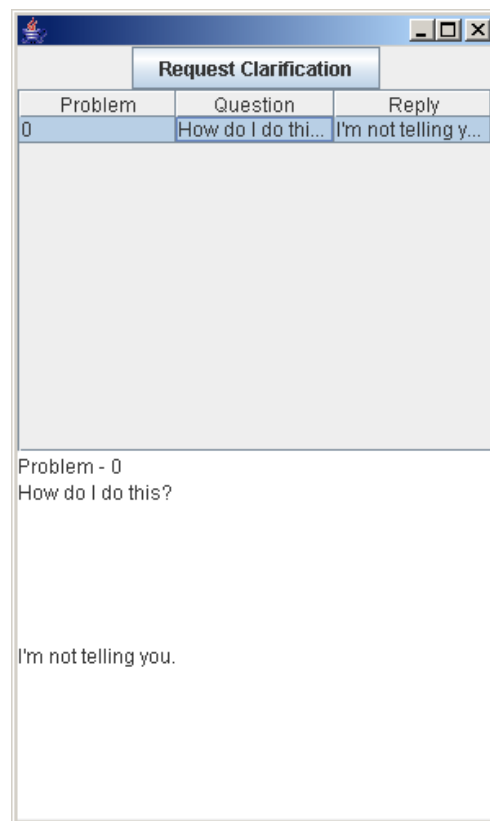 Request Clarification
Problem Question Reply
0 How do I do thi... I'm not telling y...
Problem - 0
How do I do this?
I'm not telling you.